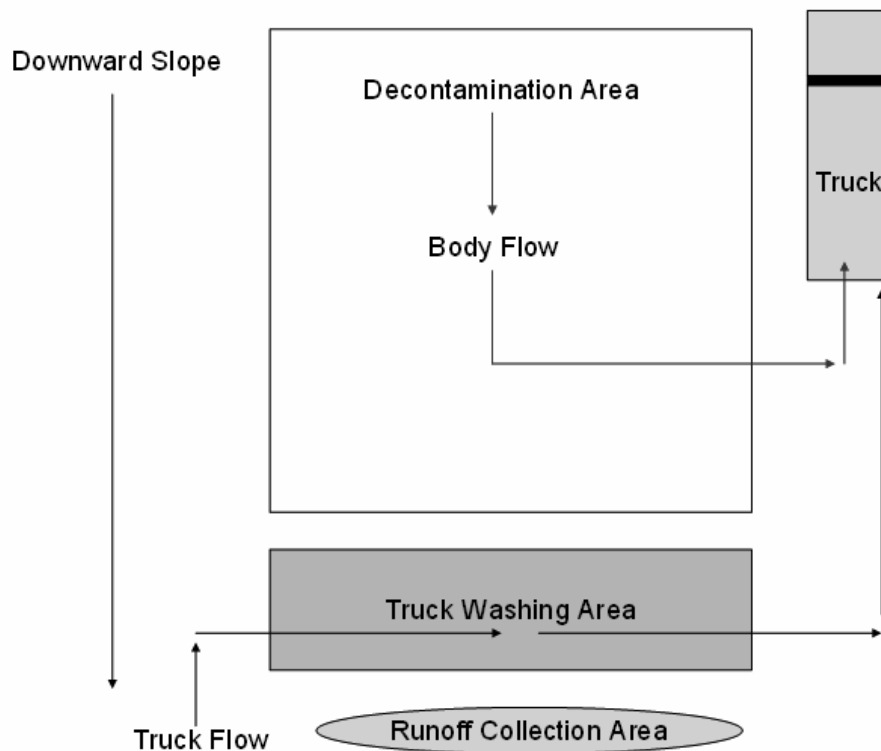 Downward Slope
Decontamination Area
Truck
Body Flow
Truck Washing Area
Truck Flow
Runoff Collection Area